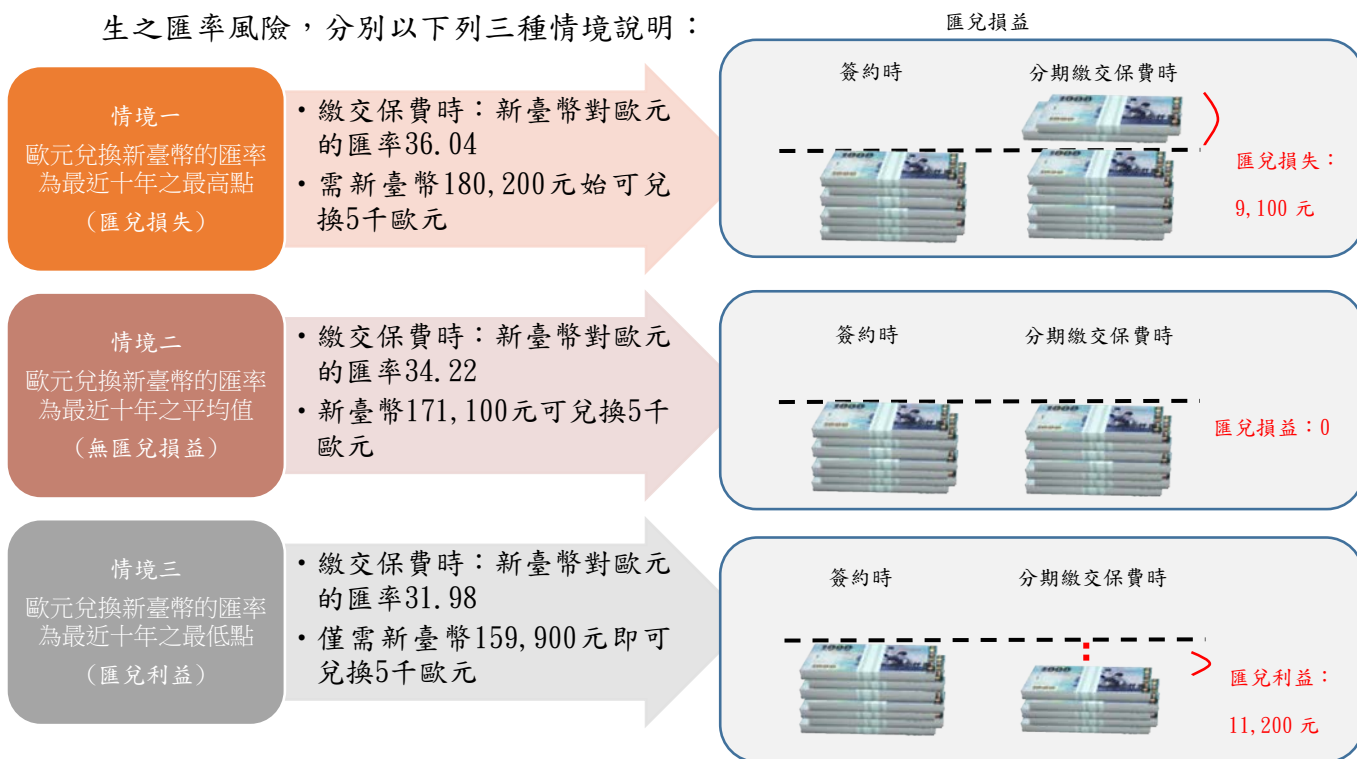 生之匯率風險，分別以下列三種情境說明：
匯兌損益
情境一
歐元兌換新臺幣的匯率
為最近十年之最高點
(匯兌損失)
・繳交保費時：新臺幣對歐元
的匯率36.04
・需新臺幣180,200元始可兌
換5千歐元
簽約時
分期繳交保費時
匯兌損失：
9,100 元
情境二
歐元兌換新臺幣的匯率
為最近十年之平均值
(無匯兌損益)
・繳交保費時：新臺幣對歐元
的匯率34.22
・新臺幣171,100元可兌換5千
歐元
簽約時
分期繳交保費時
匯兌損益：0
情境三
歐元兌換新臺幣的匯率
為最近十年之最低點
(匯兌利益)
・繳交保費時：新臺幣對歐元
的匯率31.98
・僅需新臺幣159,900元即可
兌換5千歐元
簽約時
分期繳交保費時
匯兌利益：
11,200 元